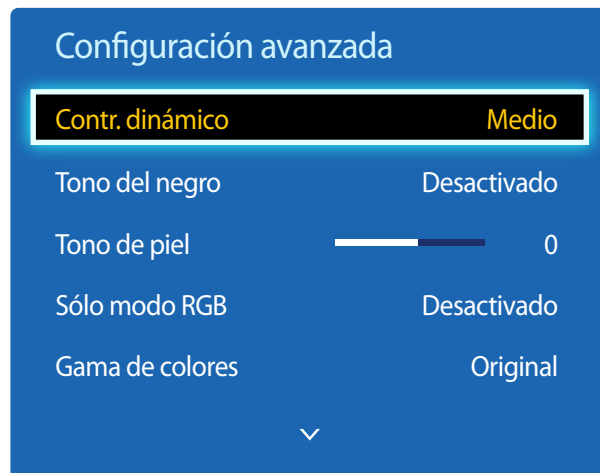 Configuración avanzada
Contr. dinámico Medio
Tono del negro Desactivado
Tono de piel 0
Sólo modo RGB Desactivado
Gama de colores Original